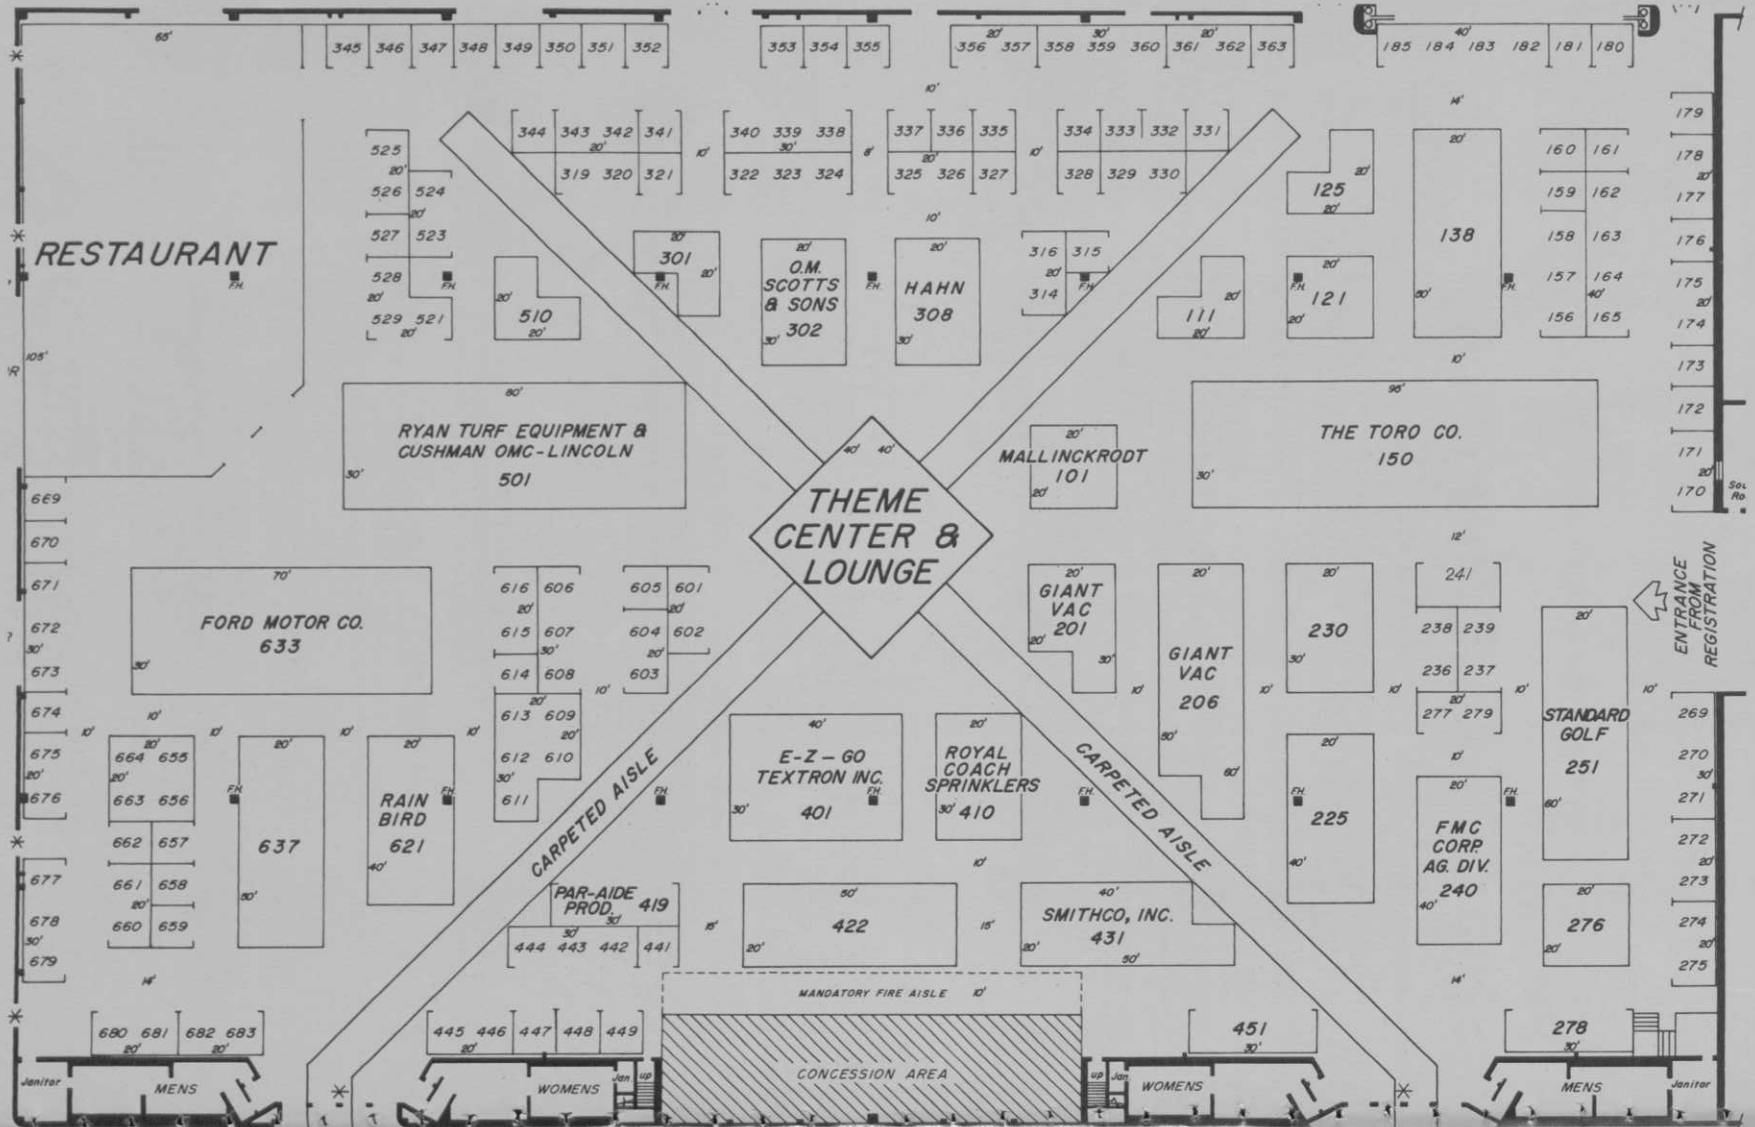 65'
345 346 347 348 349 350 351 352
353 354 355
20' 30' 20'
356 357 358 359 360 361 362 363
40'
185 184 183 182 181 180
10'
14'
179
178
20'
177
176
175
20'
174
173
172
171
20'
170
344 343 342 341
20'
319 320 321
10'
340 339 338
30'
322 323 324
8'
337 336 335
20'
325 326 327
10'
334 333 332 331
328 329 330
10'
525
20'
526 524
20'
527 523
528
20'
529 521
20'
RESTAURANT
105'
F.H.
F.H.
20'
510
20'
20'
301
20'
F.H.
20'
O.M.
SCOTTS
& SONS
302
30'
F.H.
20'
HAHN
308
30'
316 315
20'
314
F.H.
20'
125
20'
20'
111
20'
F.H.
20'
121
20'
20'
138
50'
F.H.
160 161
159 162
158 163
157 164
40'
156 165
10'
80'
RYAN TURF EQUIPMENT &
CUSHMAN OMC-LINCOLN
501
30'
40' 40'
THEME
CENTER &
LOUNGE
20'
MALLINCKRODT
101
20'
THE TORO CO.
150
30'
12'
ENTRANCE
FROM
REGISTRATION
669
670
671
672
30'
673
674
675
20'
676
677
678
30'
679
70'
FORD MOTOR CO.
633
30'
616 606
20'
615 607
30'
614 608
20'
613 609
20'
612 610
30'
611
605 601
20'
604 602
20'
603
10'
20'
GIANT
VAC
201
20'
30'
10'
20'
GIANT
VAC
206
50'
60'
10'
20'
230
30'
10'
241
238 239
236 237
20'
277 279
10'
10'
20'
STANDARD
GOLF
251
60'
10'
269
270
30'
271
272
20'
273
274
20'
275
10'
10'
10'
10'
10'
20'
664 655
20'
663 656
662 657
661 658
20'
660 659
14'
20'
F.H.
637
50'
20'
RAIN
BIRD
621
40'
F.H.
F.H.
CARPETED AISLE
40'
E-Z-GO
TEXTRON INC.
401
30'
F.H.
20'
ROYAL
COACH
SPRINKLERS
30' 410
F.H.
10'
CARPETED AISLE
F.H.
20'
225
40'
F.H.
20'
FMC
CORP.
AG. DIV.
240
40'
20'
276
20'
14'
PAR-AIDE
PROD. 419
30'
30'
444 443 442 441
15'
50'
422
20'
15'
40'
SMITHCO, INC.
431
20'
50'
MANDATORY FIRE AISLE 10'
CONCESSION AREA
680 681 682 683
20' 20'
445 446 447 448 449
20'
451
30'
278
30'
Janitor
MENS
WOMENS
Jan
up
up
Jan
WOMENS
MENS
Janitor